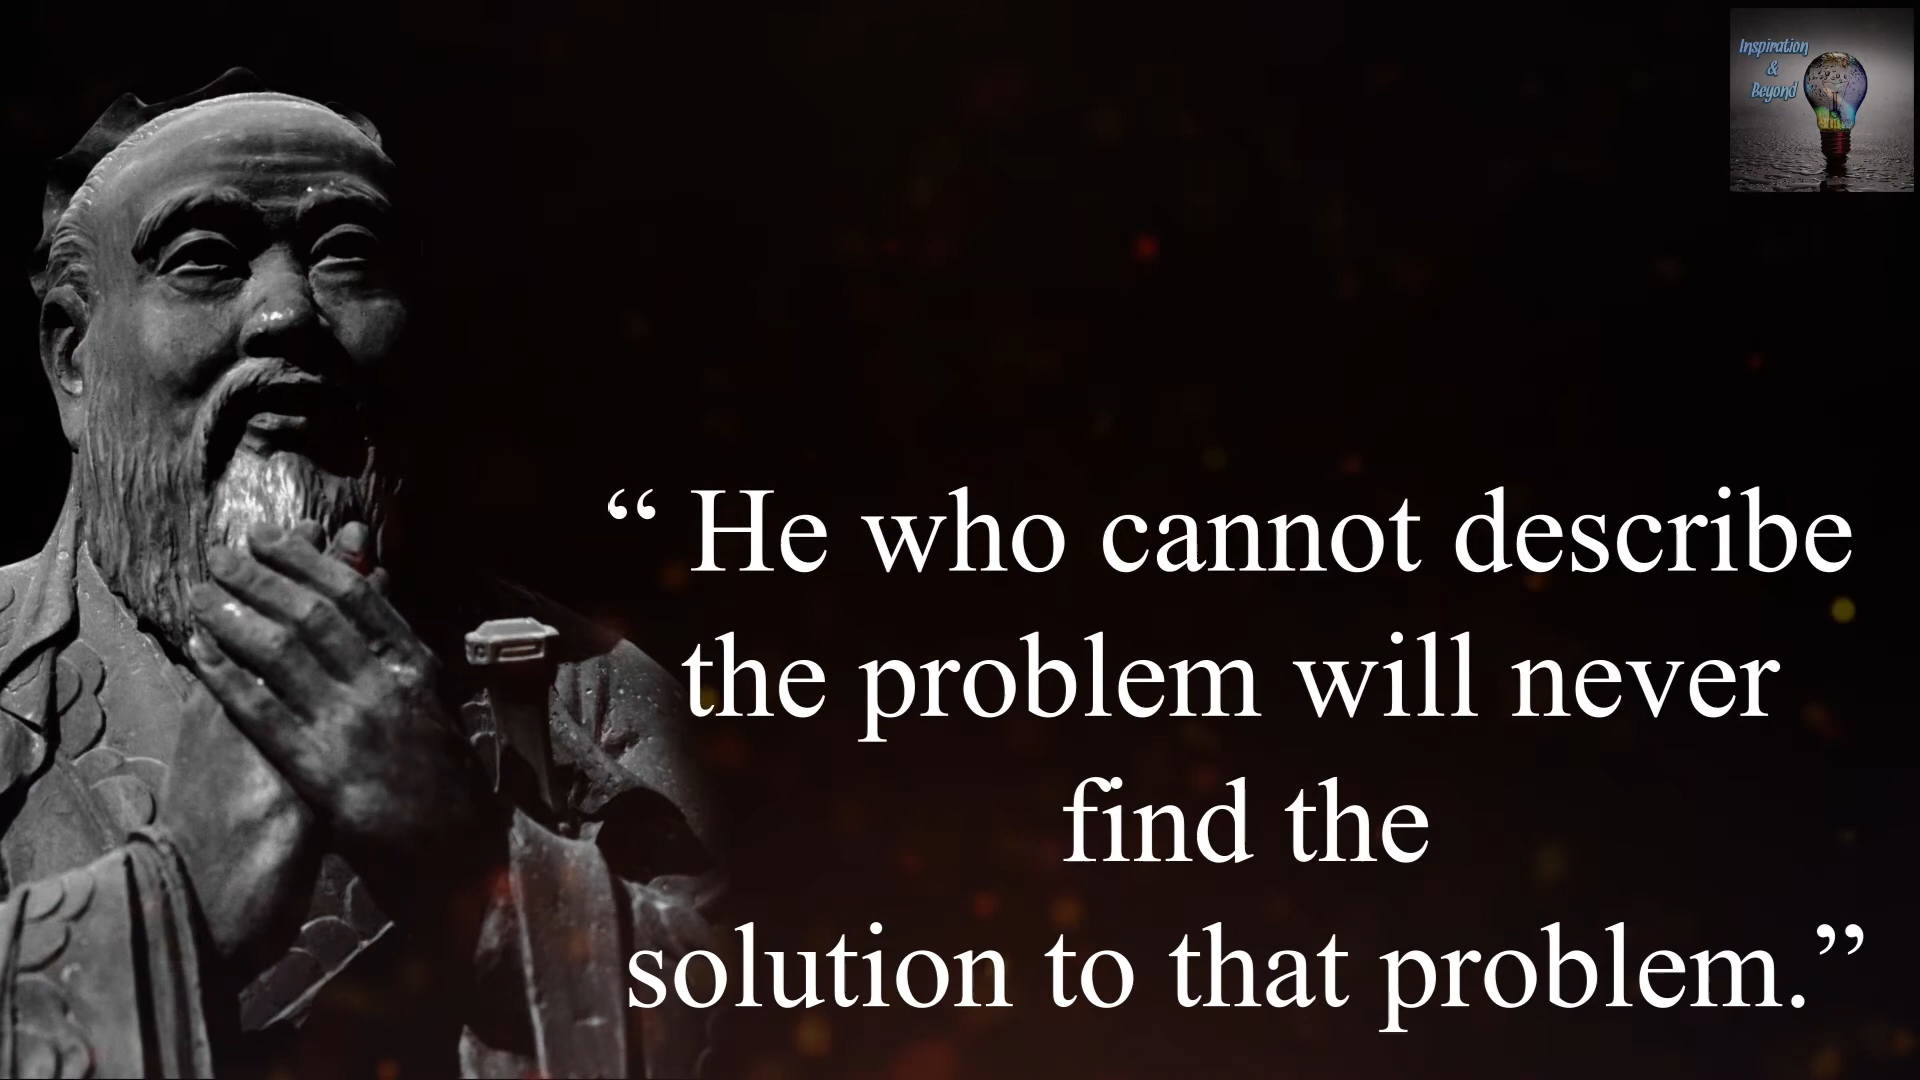 Inspiration
&
Beyond
“ He who cannot describe
the problem will never
find the
solution to that problem.”